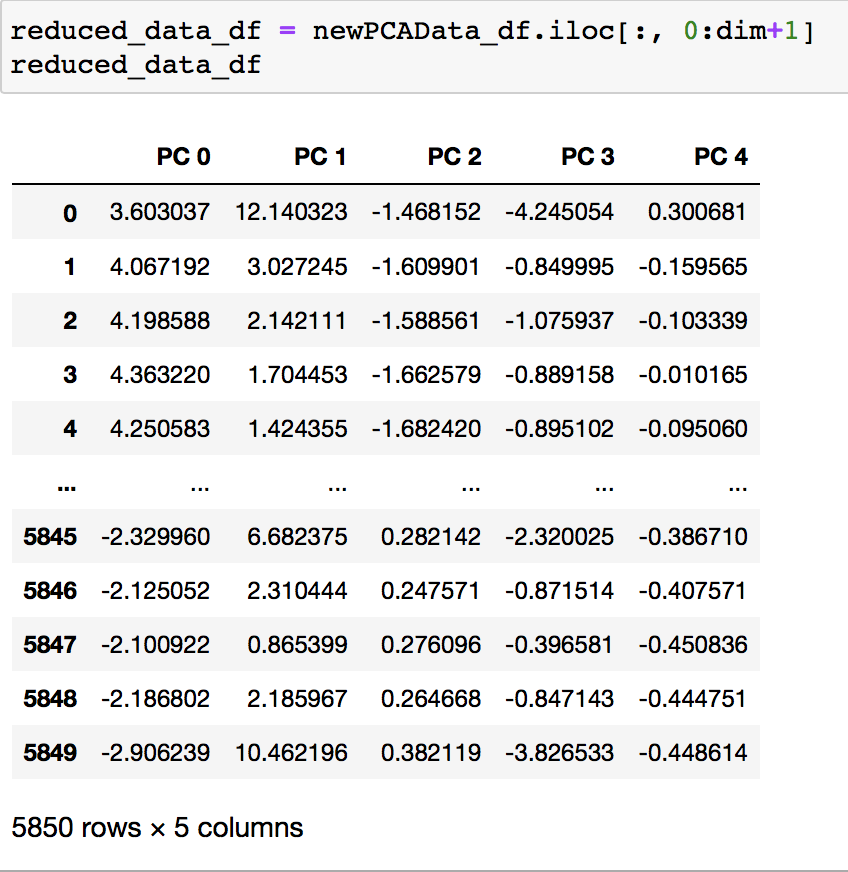 reduced_data_df = newPCAData_df.iloc[:, 0:dim+1]
reduced_data_df
PC 0 PC 1 PC 2 PC 3 PC 4
0 3.603037 12.140323 -1.468152 -4.245054 0.300681
1 4.067192 3.027245 -1.609901 -0.849995 -0.159565
2 4.198588 2.142111 -1.588561 -1.075937 -0.103339
3 4.363220 1.704453 -1.662579 -0.889158 -0.010165
4 4.250583 1.424355 -1.682420 -0.895102 -0.095060
... ... ... ... ... ...
5845 -2.329960 6.682375 0.282142 -2.320025 -0.386710
5846 -2.125052 2.310444 0.247571 -0.871514 -0.407571
5847 -2.100922 0.865399 0.276096 -0.396581 -0.450836
5848 -2.186802 2.185967 0.264668 -0.847143 -0.444751
5849 -2.906239 10.462196 0.382119 -3.826533 -0.448614
5850 rows × 5 columns